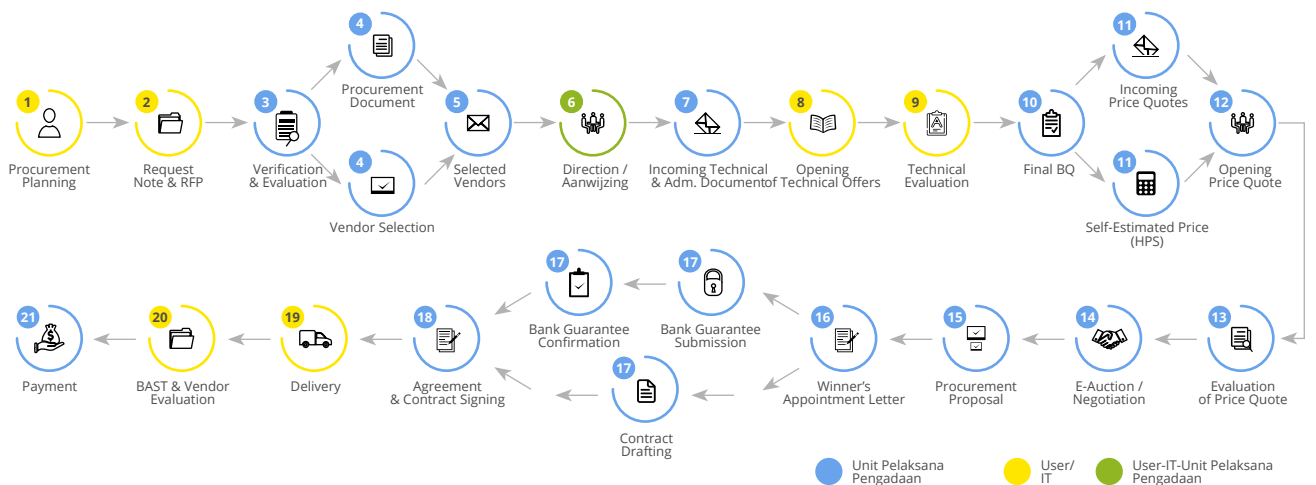 1
Procurement
Planning
2
Request
Note & RFP
3
Verification
& Evaluation
4
Procurement
Document
4
Vendor Selection
5
Selected
Vendors
6
Direction /
Aanwijzing
7
Incoming Technical
& Adm. Document
8
Opening
of Technical Offers
9
Technical
Evaluation
10
Final BQ
11
Incoming
Price Quotes
11
Self-Estimated Price
(HPS)
12
Opening
Price Quote
13
Evaluation
of Price Quote
14
E-Auction /
Negotiation
15
Procurement
Proposal
16
Winner's
Appointment Letter
17
Bank Guarantee
Submission
17
Bank Guarantee
Confirmation
17
Contract
Drafting
18
Agreement
& Contract Signing
19
Delivery
20
BAST & Vendor
Evaluation
21
Payment
Unit Pelaksana
Pengadaan
User/
IT
User-IT-Unit Pelaksana
Pengadaan